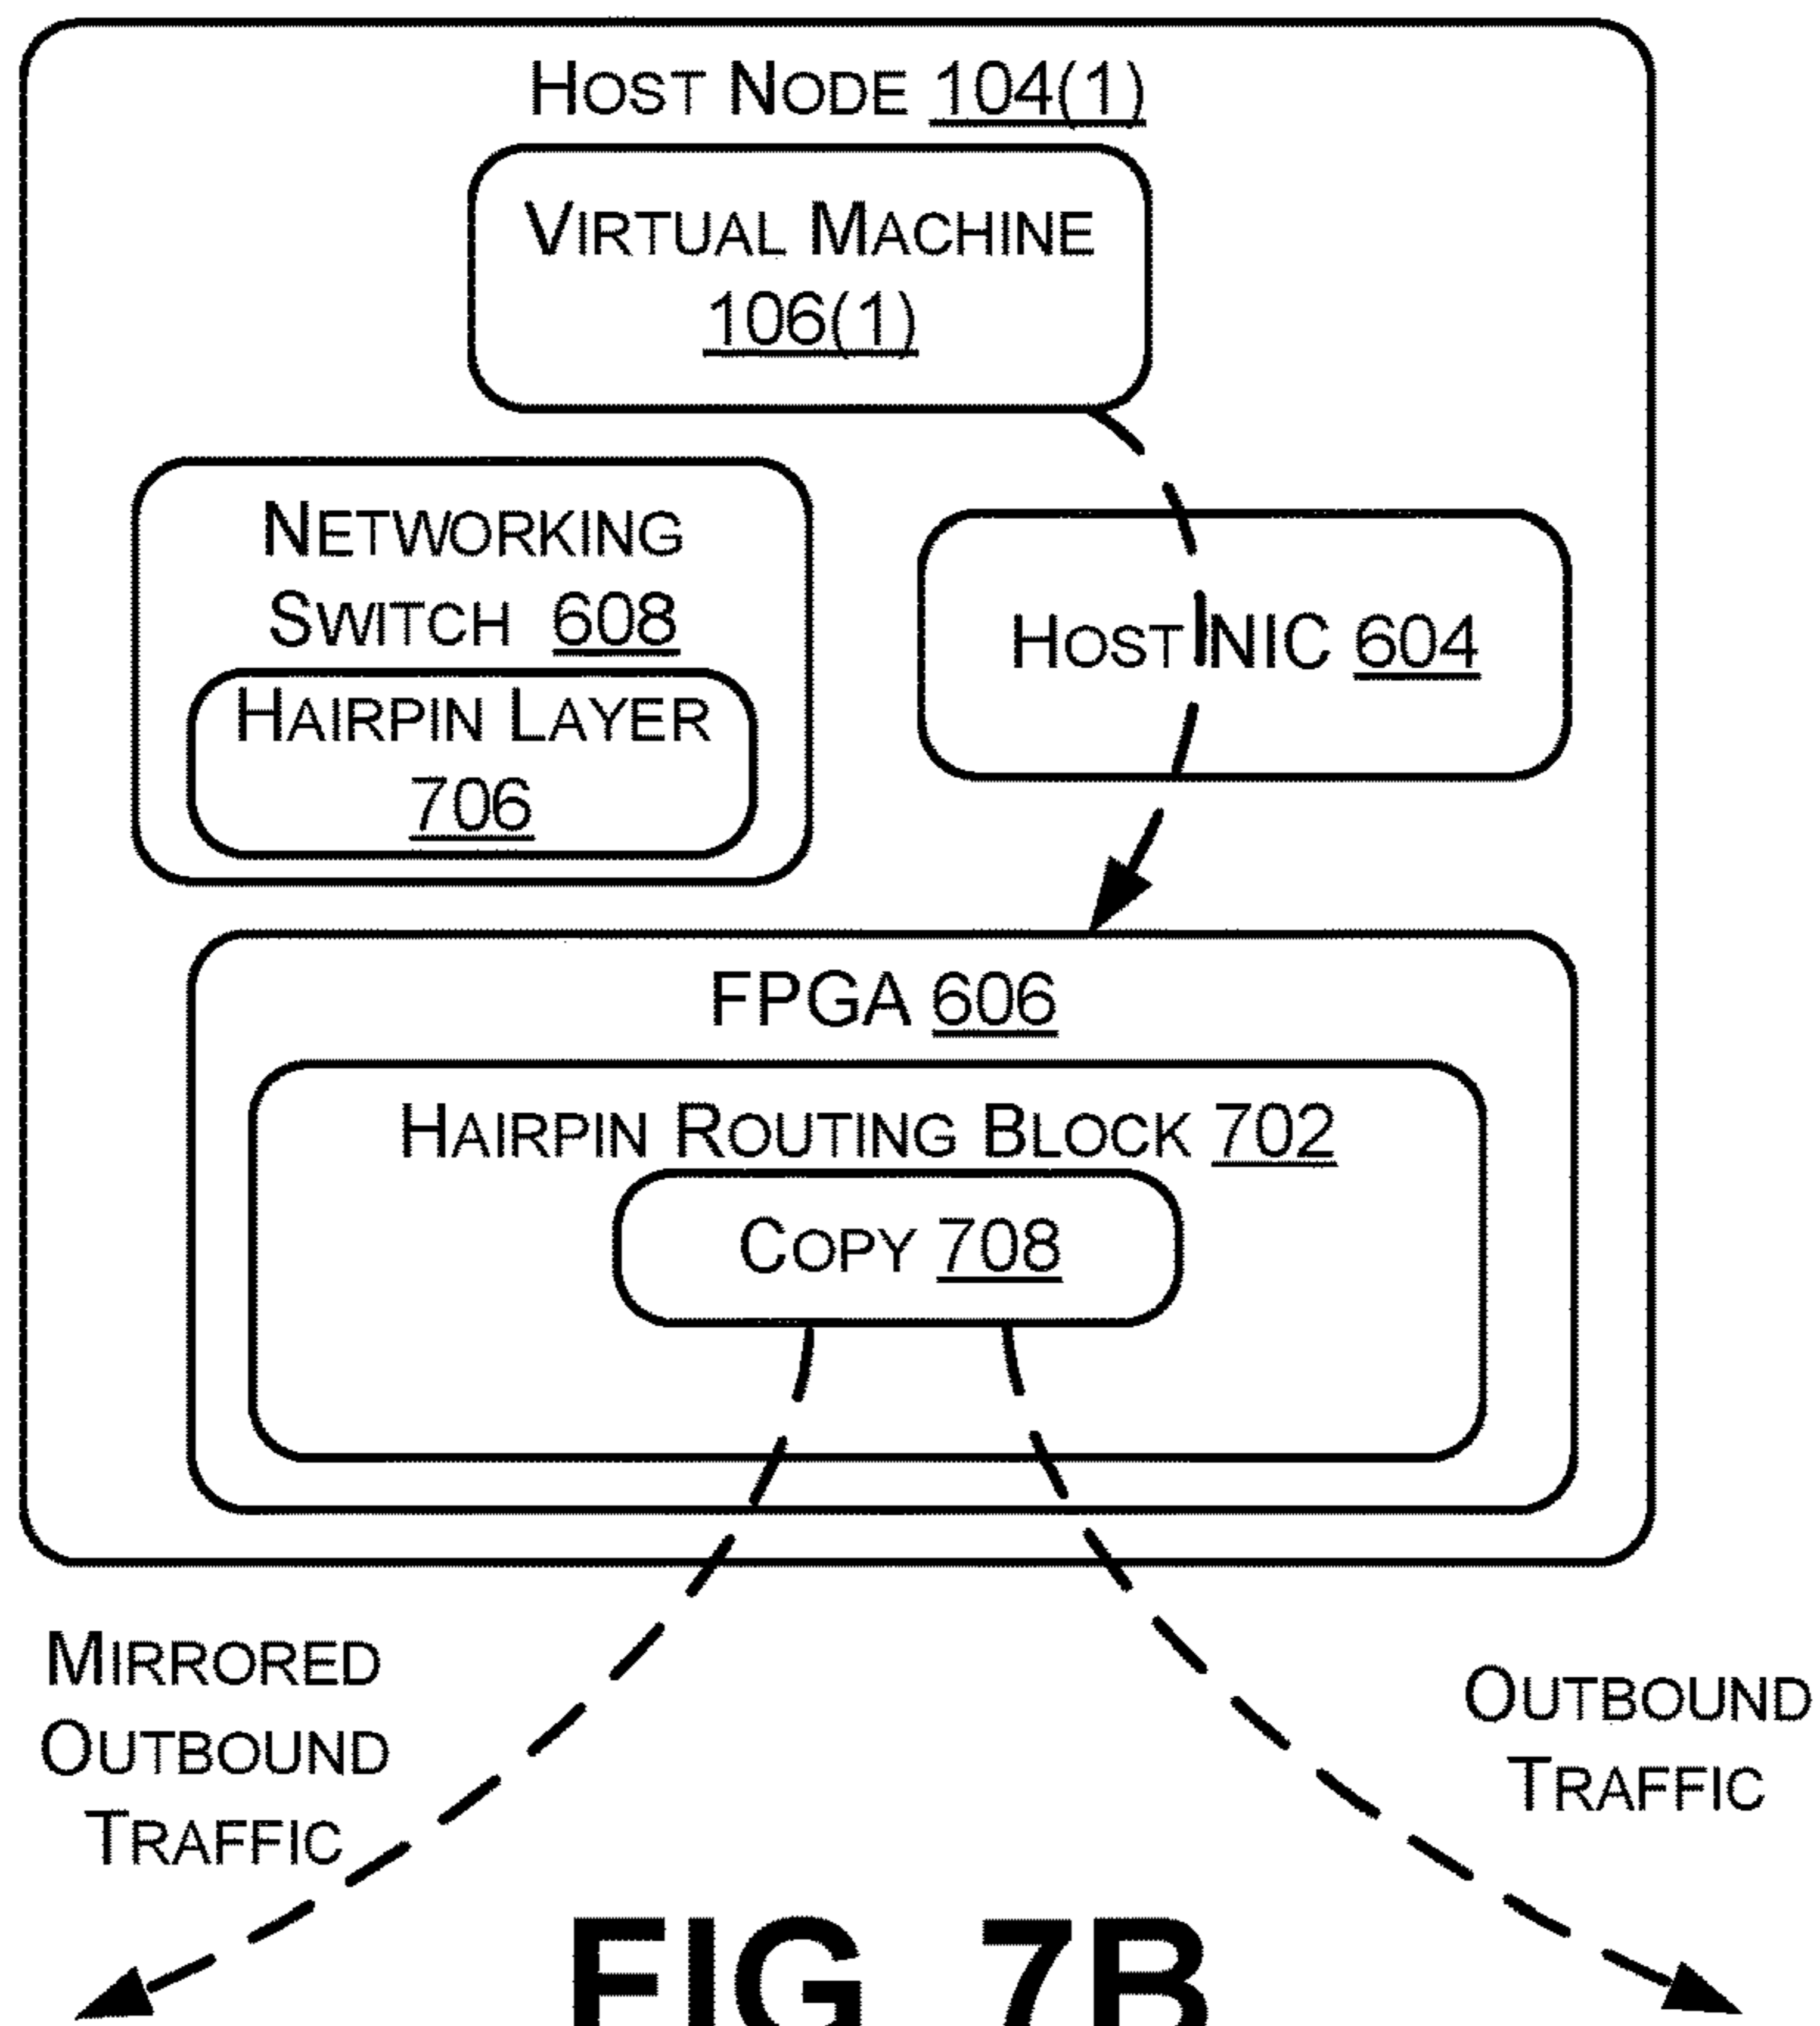 HOST NODE 104(1)
VIRTUAL MACHINE
106(1)
NETWORKING
SWITCH 608
HAIRPIN LAYER
706
HOST NIC 604
FPGA 606
HAIRPIN ROUTING BLOCK 702
COPY 708
MIRRORED
OUTBOUND
TRAFFIC
OUTBOUND
TRAFFIC
FIG. 7B